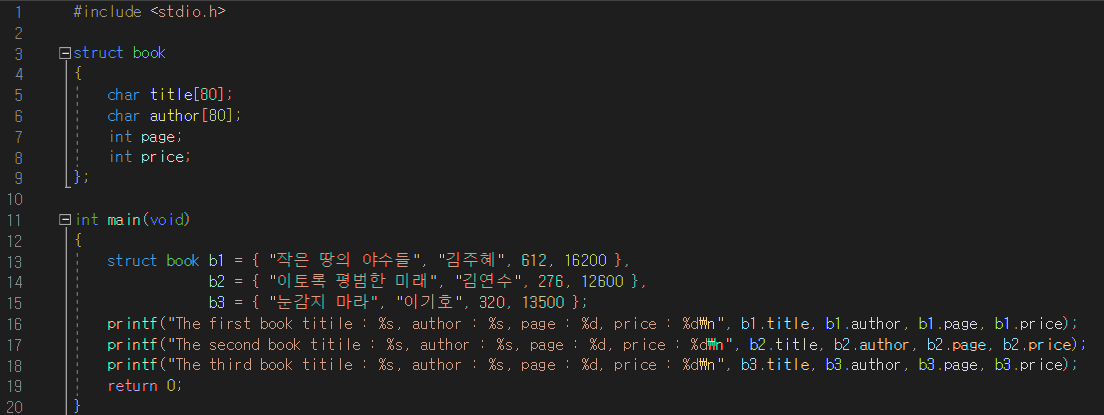 1 #include <stdio.h>
2
3 struct book
4 {
5 char title[80];
6 char author[80];
7 int page;
8 int price;
9 };
10
11 int main(void)
12 {
13 struct book b1 = { "작은 땅의 야수들", "김주혜", 612, 16200 },
14 b2 = { "이토록 평범한 미래", "김연수", 276, 12600 },
15 b3 = { "눈감지 마라", "이기호", 320, 13500 };
16 printf("The first book titile : %s, author : %s, page : %d, price : %d₩n", b1.title, b1.author, b1.page, b1.price);
17 printf("The second book titile : %s, author : %s, page : %d, price : %d₩n", b2.title, b2.author, b2.page, b2.price);
18 printf("The third book titile : %s, author : %s, page : %d, price : %d₩n", b3.title, b3.author, b3.page, b3.price);
19 return 0;
20 }